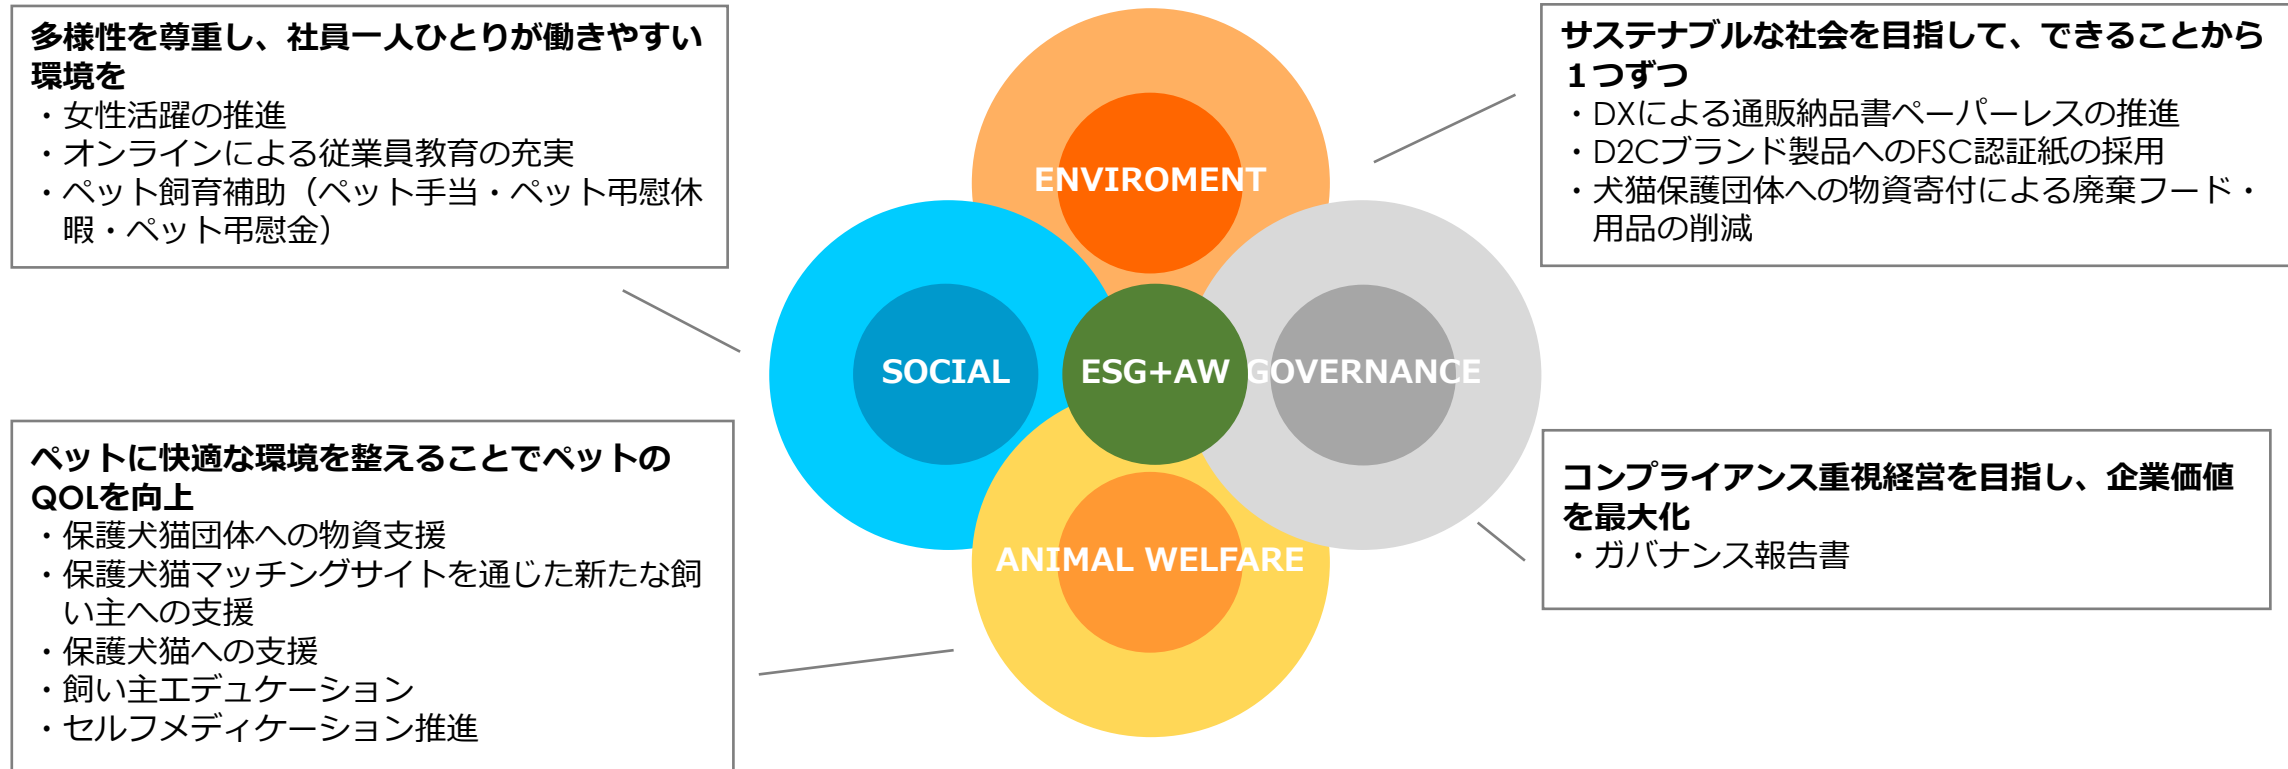 多様性を尊重し、社員一人ひとりが働きやすい
環境を
・女性活躍の推進
・オンラインによる従業員教育の充実
・ペット飼育補助（ペット手当・ペット弔慰休
暇・ペット弔慰金）
サステナブルな社会を目指して、できることから
１つずつ
・DXによる通販納品書ペーパーレスの推進
・D2Cブランド製品へのFSC認証紙の採用
・犬猫保護団体への物資寄付による廃棄フード・
用品の削減
ENVIROMENT
SOCIAL
ESG+AW
GOVERNANCE
ANIMAL WELFARE
ペットに快適な環境を整えることでペットの
QOLを向上
・保護犬猫団体への物資支援
・保護犬猫マッチングサイトを通じた新たな飼
い主への支援
・保護犬猫への支援
・飼い主エデュケーション
・セルフメディケーション推進
コンプライアンス重視経営を目指し、企業価値
を最大化
・ガバナンス報告書